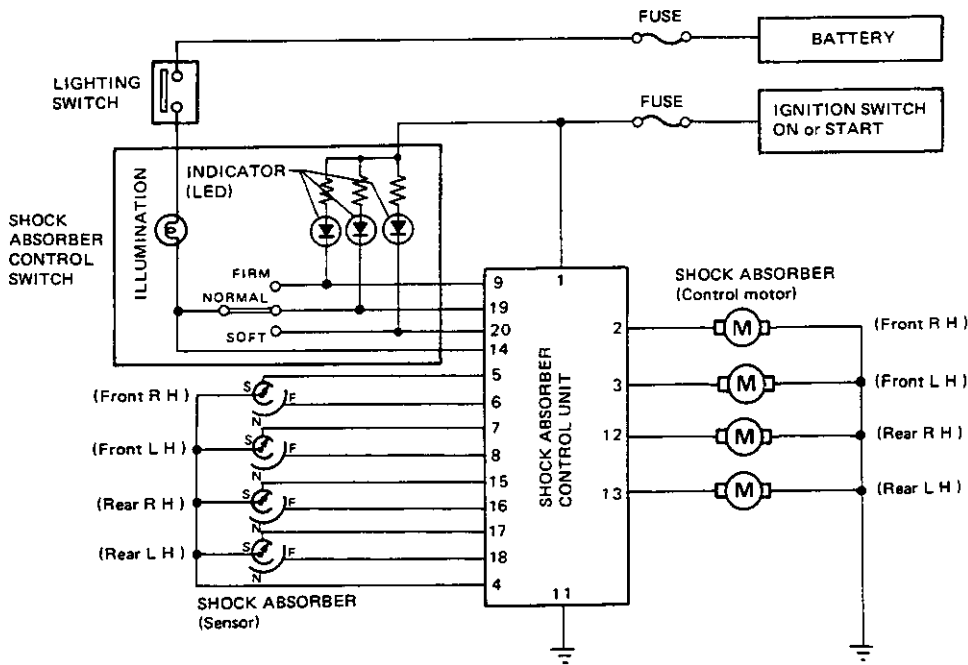 FUSE
BATTERY
LIGHTING
SWITCH
FUSE
IGNITION SWITCH
ON or START
SHOCK
ABSORBER
CONTROL
SWITCH
ILLUMINATION
INDICATOR
(LED)
FIRM
NORMAL
SOFT
9
19
20
14
1
SHOCK ABSORBER
(Control motor)
2
M
(Front R H)
3
M
(Front L H)
12
M
(Rear R H)
13
M
(Rear L H)
SHOCK ABSORBER
CONTROL UNIT
(Front R H)
S
F
N
5
6
(Front L H)
S
F
N
7
8
(Rear R H)
S
F
N
15
16
(Rear L H)
S
F
N
17
18
4
11
SHOCK ABSORBER
(Sensor)